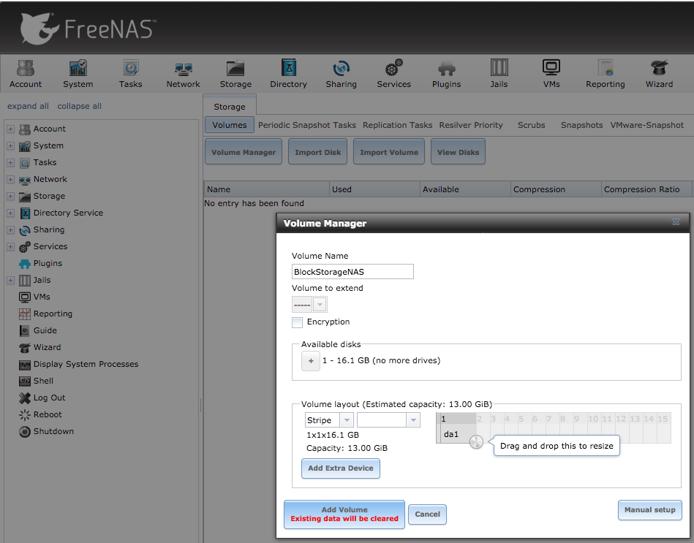 FreeNAS™
Account System Tasks Network Storage Directory Sharing Services Plugins Jails VMs Reporting Wizard
expand all collapse all
Account
System
Tasks
Network
Storage
Directory Service
Sharing
Services
Plugins
Jails
VMs
Reporting
Guide
Wizard
Display System Processes
Shell
Log Out
Reboot
Shutdown
Storage
Volumes Periodic Snapshot Tasks Replication Tasks Resilver Priority Scrubs Snapshots VMware-Snapshot
Volume Manager Import Disk Import Volume View Disks
Name Used Available Compression Compression Ratio
No entry has been found
Volume Manager
Volume Name
BlockStorageNAS
Volume to extend
-----
Encryption
Available disks
+ 1 - 16.1 GB (no more drives)
Volume layout (Estimated capacity: 13.00 GiB)
Stripe 1 2 3 4 5 6 7 8 9 10 11 12 13 14 15
1x1x16.1 GB da1
Drag and drop this to resize
Capacity: 13.00 GiB
Add Extra Device
Add Volume
Existing data will be cleared
Cancel
Manual setup